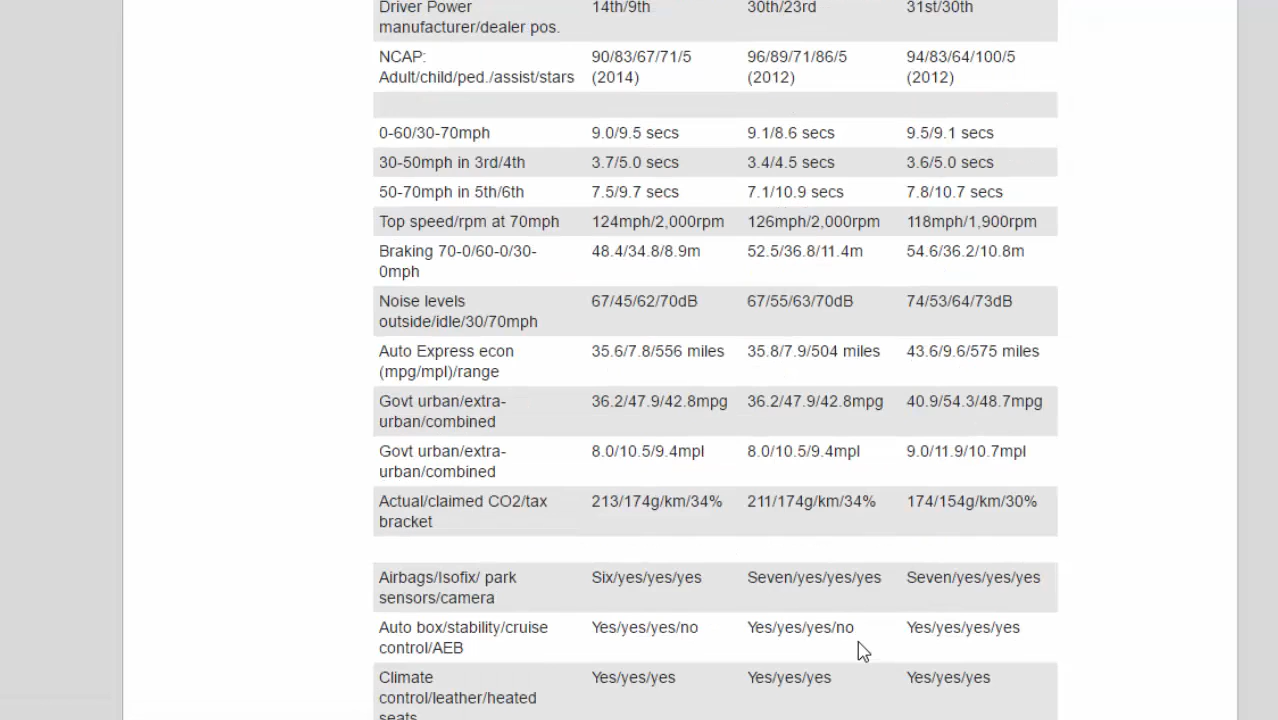 Driver Power 14th/9th 30th/23rd 31st/30th
manufacturer/dealer pos.
NCAP: 90/83/67/71/5 96/89/71/86/5 94/83/64/100/5
Adult/child/ped./assist/stars (2014) (2012) (2012)
0-60/30-70mph 9.0/9.5 secs 9.1/8.6 secs 9.5/9.1 secs
30-50mph in 3rd/4th 3.7/5.0 secs 3.4/4.5 secs 3.6/5.0 secs
50-70mph in 5th/6th 7.5/9.7 secs 7.1/10.9 secs 7.8/10.7 secs
Top speed/rpm at 70mph 124mph/2,000rpm 126mph/2,000rpm 118mph/1,900rpm
Braking 70-0/60-0/30- 48.4/34.8/8.9m 52.5/36.8/11.4m 54.6/36.2/10.8m
0mph
Noise levels 67/45/62/70dB 67/55/63/70dB 74/53/64/73dB
outside/idle/30/70mph
Auto Express econ 35.6/7.8/556 miles 35.8/7.9/504 miles 43.6/9.6/575 miles
(mpg/mpl)/range
Govt urban/extra- 36.2/47.9/42.8mpg 36.2/47.9/42.8mpg 40.9/54.3/48.7mpg
urban/combined
Govt urban/extra- 8.0/10.5/9.4mpl 8.0/10.5/9.4mpl 9.0/11.9/10.7mpl
urban/combined
Actual/claimed CO2/tax 213/174g/km/34% 211/174g/km/34% 174/154g/km/30%
bracket
Airbags/Isofix/ park Six/yes/yes/yes Seven/yes/yes/yes Seven/yes/yes/yes
sensors/camera
Auto box/stability/cruise Yes/yes/yes/no Yes/yes/yes/no Yes/yes/yes/yes
control/AEB
Climate Yes/yes/yes Yes/yes/yes Yes/yes/yes
control/leather/heated
seats